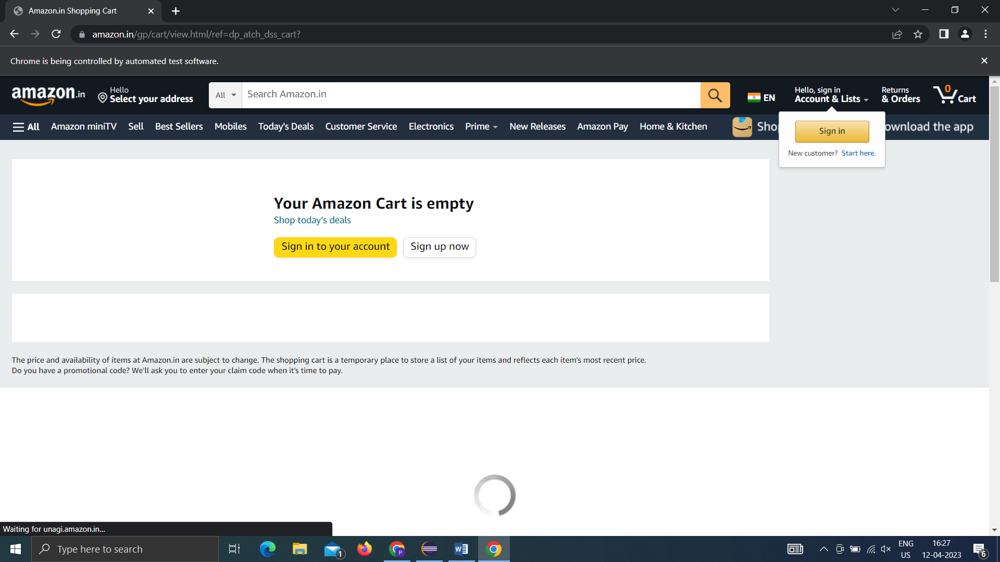 Amazon.in Shopping Cart
amazon.in/gp/cart/view.html/ref=dp_atch_dss_cart?
Chrome is being controlled by automated test software.
amazon.in
Hello
Select your address
All
Search Amazon.in
EN
Hello, sign in
Account & Lists
Returns
& Orders
0
Cart
All
Amazon miniTV
Sell
Best Sellers
Mobiles
Today's Deals
Customer Service
Electronics
Prime
New Releases
Amazon Pay
Home & Kitchen
Sho
ownload the app
Sign in
New customer? Start here.
Your Amazon Cart is empty
Shop today's deals
Sign in to your account
Sign up now
The price and availability of items at Amazon.in are subject to change. The shopping cart is a temporary place to store a list of your items and reflects each item's most recent price.
Do you have a promotional code? We'll ask you to enter your claim code when it's time to pay.
Waiting for unagi.amazon.in...
Type here to search
1
P
W
ENG
US
16:27
12-04-2023
6